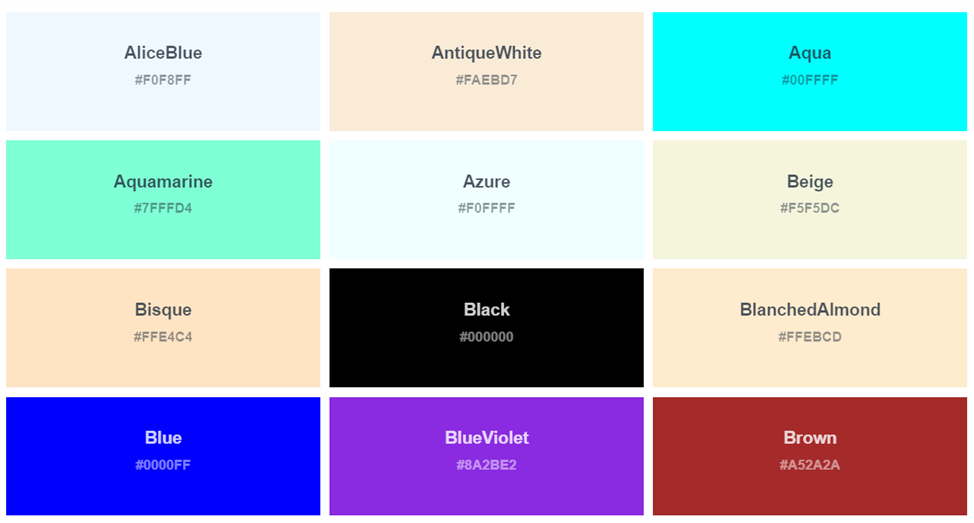 AliceBlue
#F0F8FF
AntiqueWhite
#FAEBD7
Aqua
#00FFFF
Aquamarine
#7FFFD4
Azure
#F0FFFF
Beige
#F5F5DC
Bisque
#FFE4C4
Black
#000000
BlanchedAlmond
#FFEBCD
Blue
#0000FF
BlueViolet
#8A2BE2
Brown
#A52A2A